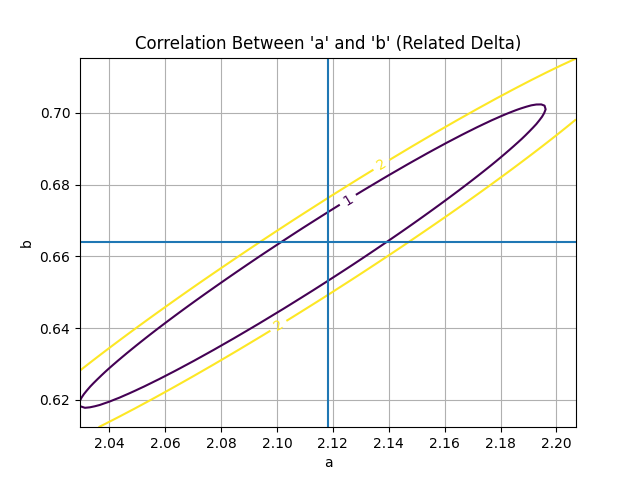 Correlation Between 'a' and 'b' (Related Delta)
0.70
0.68
0.66
0.64
0.62
b
2
1
2
2.04 2.06 2.08 2.10 2.12 2.14 2.16 2.18 2.20
a